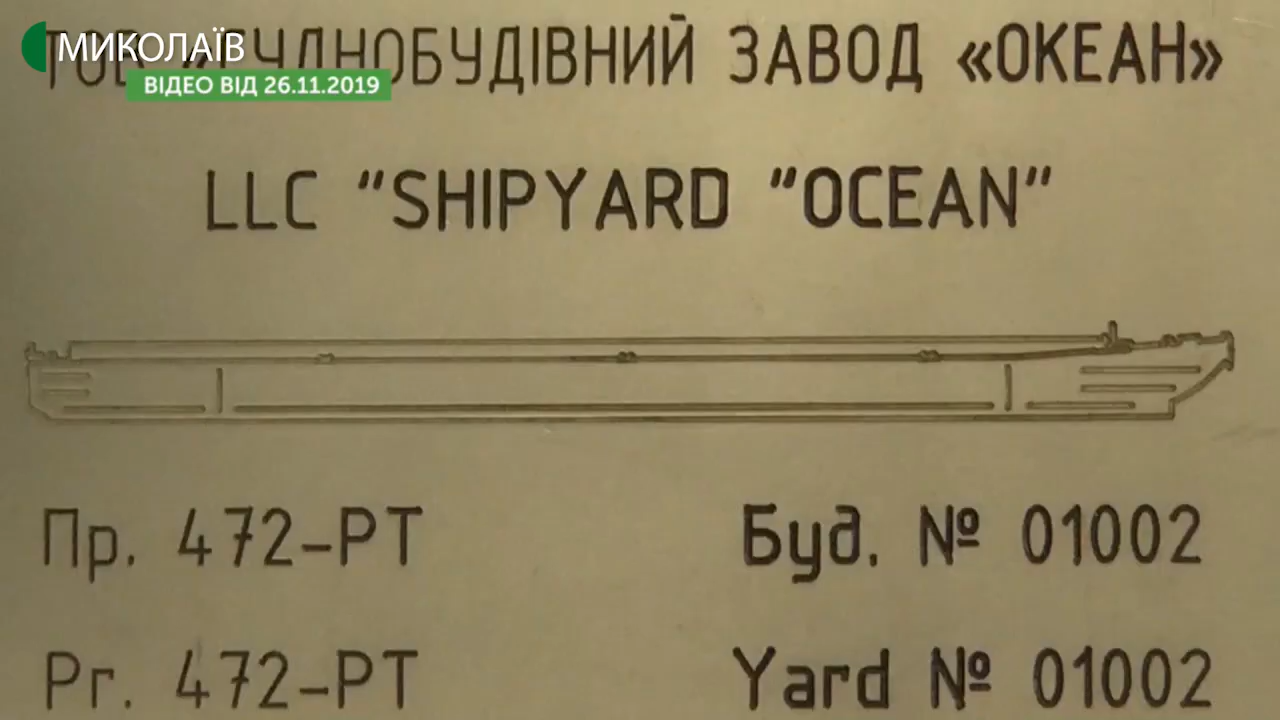 МИКОЛАЇВ
ВІДЕО ВІД 26.11.2019
ЗАВОД «ОКЕАН»
LLC "SHIPYARD "OCEAN"
Пр. 472-РТ
Буд. № 01002
Pr. 472-PT
Yard № 01002